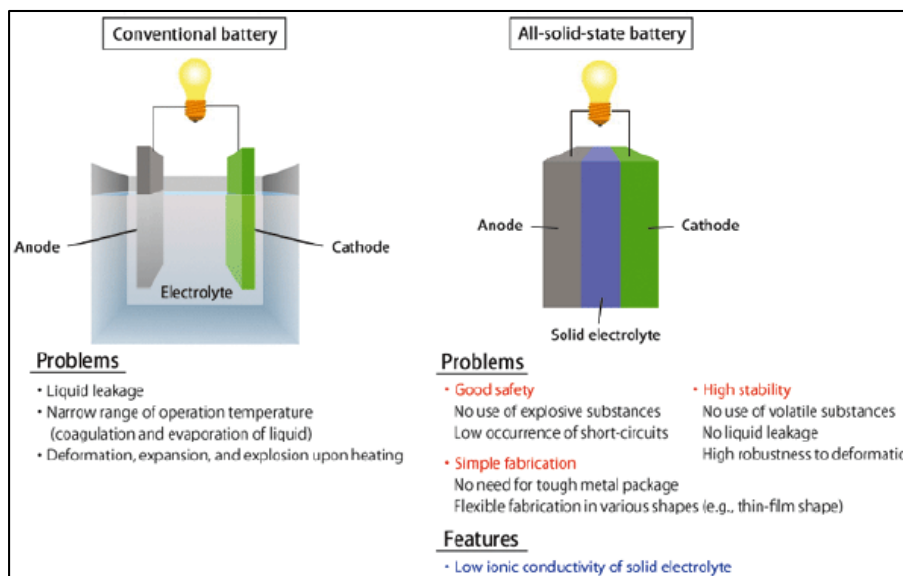 Conventional battery
Anode
Cathode
Electrolyte
Problems
• Liquid leakage
• Narrow range of operation temperature
(coagulation and evaporation of liquid)
• Deformation, expansion, and explosion upon heating
All-solid-state battery
Anode
Cathode
Solid electrolyte
Problems
• Good safety
No use of explosive substances
Low occurrence of short-circuits
• Simple fabrication
No need for tough metal package
Flexible fabrication in various shapes (e.g., thin-film shape)
• High stability
No use of volatile substances
No liquid leakage
High robustness to deformatio
Features
• Low ionic conductivity of solid electrolyte